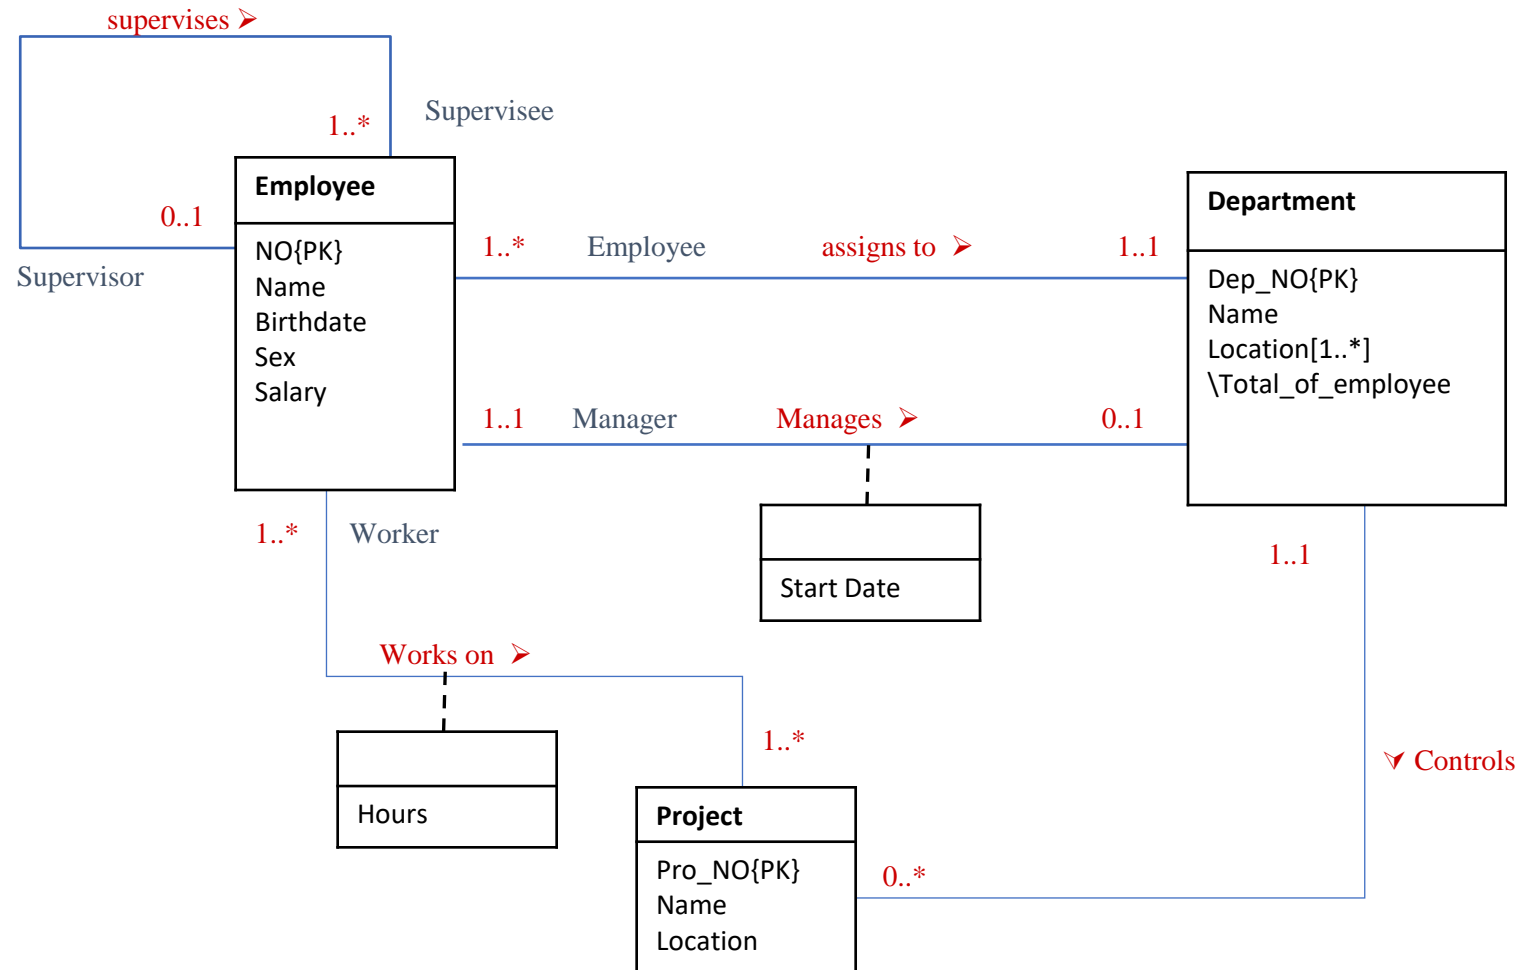 supervises ➢
1..*
Supervisee
0..1
Supervisor
Employee
NO{PK}
Name
Birthdate
Sex
Salary
1..*
Employee
assigns to ➢
1..1
1..1
Manager
Manages ➢
0..1
Department
Dep_NO{PK}
Name
Location[1..*]
\Total_of_employee
Start Date
1..*
Worker
Works on ➢
Hours
1..*
1..1
Controls
Project
Pro_NO{PK}
Name
Location
0..*